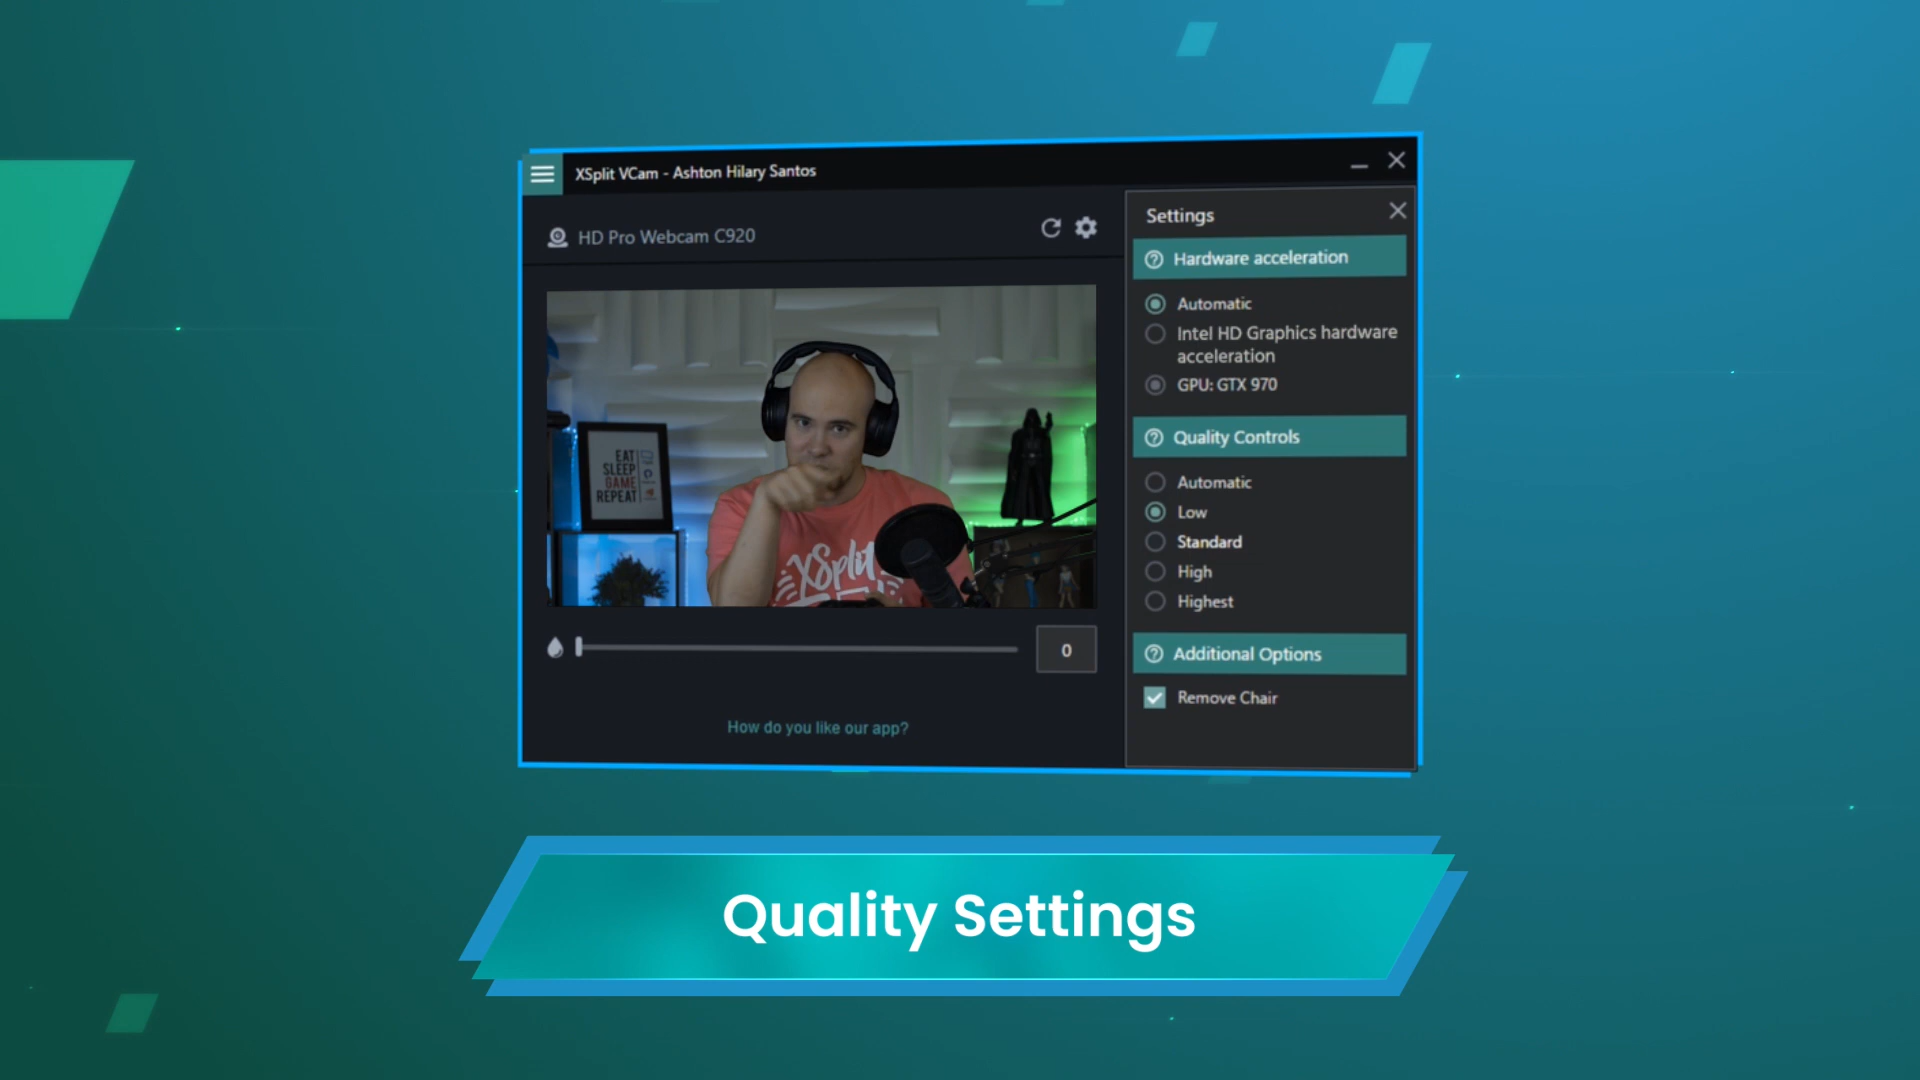 XSplit VCam - Ashton Hilary Santos
HD Pro Webcam C920
EAT
SLEEP
GAME
REPEAT
XSplit
0
How do you like our app?
Settings
Hardware acceleration
Automatic
Intel HD Graphics hardware
acceleration
GPU: GTX 970
Quality Controls
Automatic
Low
Standard
High
Highest
Additional Options
Remove Chair
Quality Settings